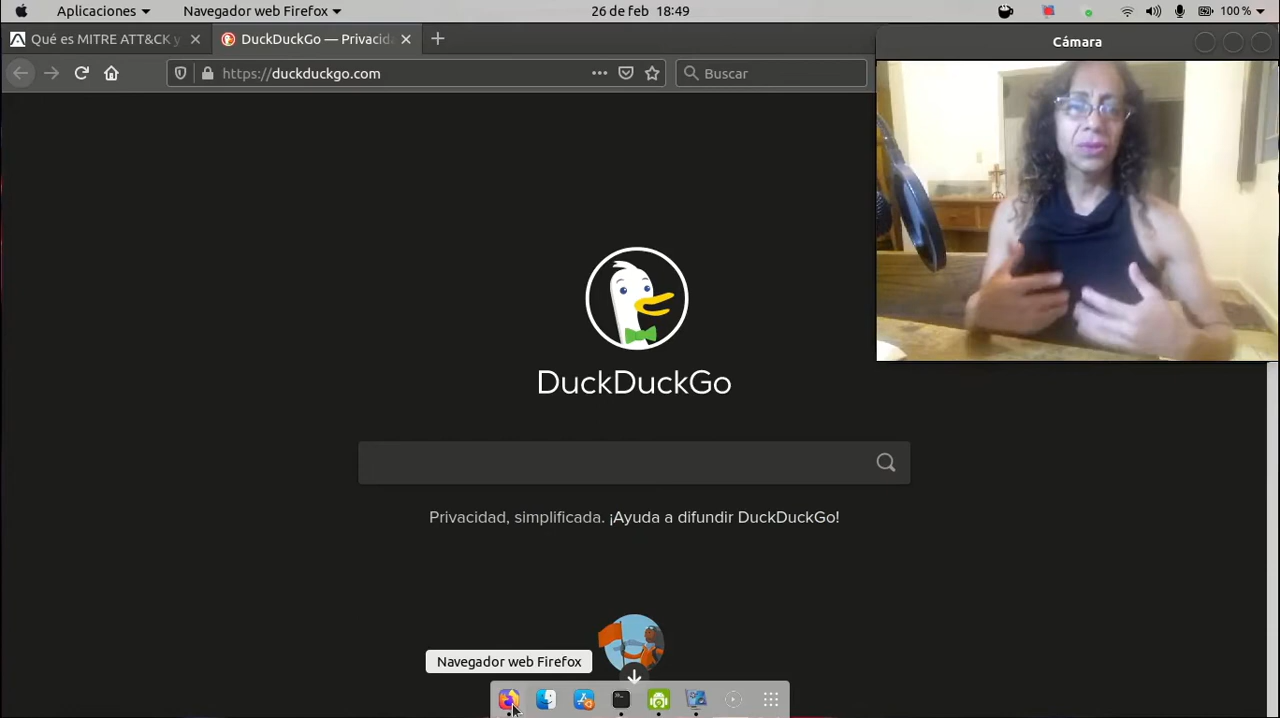 Aplicaciones
Navegador web Firefox
26 de feb 18:49
100 %
Qué es MITRE ATT&CK y
DuckDuckGo — Privacida
Cámara
https://duckduckgo.com
Buscar
DuckDuckGo
Privacidad, simplificada. ¡Ayuda a difundir DuckDuckGo!
Navegador web Firefox